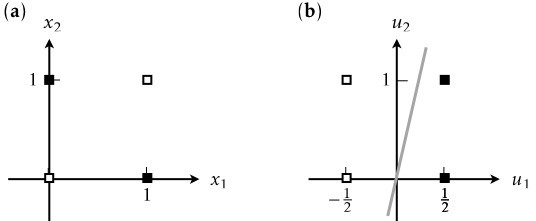 (a)
x₂
1
x₁
1
(b)
u₂
1
u₁
−½
½